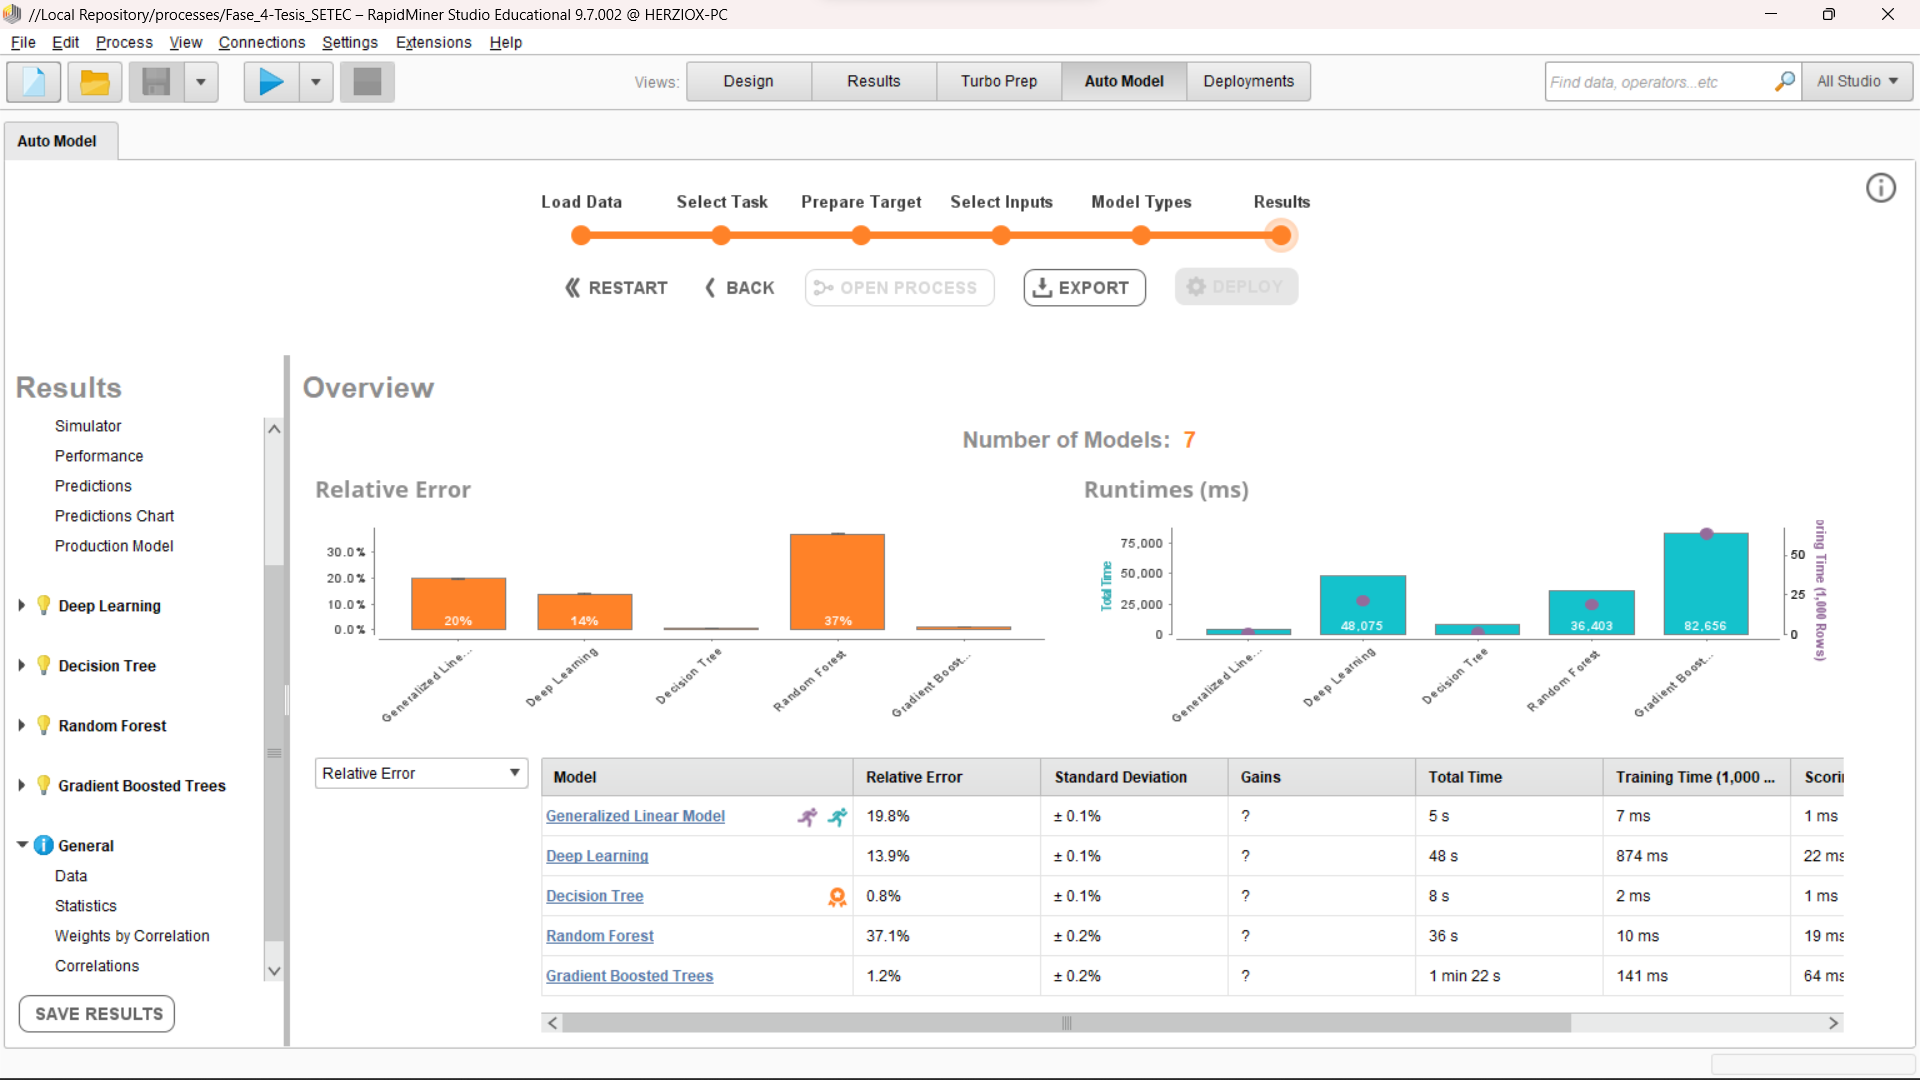 //Local Repository/processes/Fase_4-Tesis_SETEC – RapidMiner Studio Educational 9.7.002 @ HERZIOX-PC
File Edit Process View Connections Settings Extensions Help
Views: Design Results Turbo Prep Auto Model Deployments
Find data, operators...etc All Studio
Auto Model
Load Data Select Task Prepare Target Select Inputs Model Types Results
RESTART BACK OPEN PROCESS EXPORT DEPLOY
Results
Simulator
Performance
Predictions
Predictions Chart
Production Model
Deep Learning
Decision Tree
Random Forest
Gradient Boosted Trees
General
Data
Statistics
Weights by Correlation
Correlations
SAVE RESULTS
Overview
Number of Models: 7
Relative Error
30.0%
20.0%
10.0%
0.0%
20% 14% 37%
Generalized Line... Deep Learning Decision Tree Random Forest Gradient Boost...
Runtimes (ms)
Total Time
75,000
50,000
25,000
0
48,075 36,403 82,656
50
25
0
oring Time (1,000 Rows)
Generalized Line... Deep Learning Decision Tree Random Forest Gradient Boost...
Relative Error
Model Relative Error Standard Deviation Gains Total Time Training Time (1,000 ... Scori
Generalized Linear Model 19.8% ± 0.1% ? 5 s 7 ms 1 ms
Deep Learning 13.9% ± 0.1% ? 48 s 874 ms 22 ms
Decision Tree 0.8% ± 0.1% ? 8 s 2 ms 1 ms
Random Forest 37.1% ± 0.2% ? 36 s 10 ms 19 ms
Gradient Boosted Trees 1.2% ± 0.2% ? 1 min 22 s 141 ms 64 ms